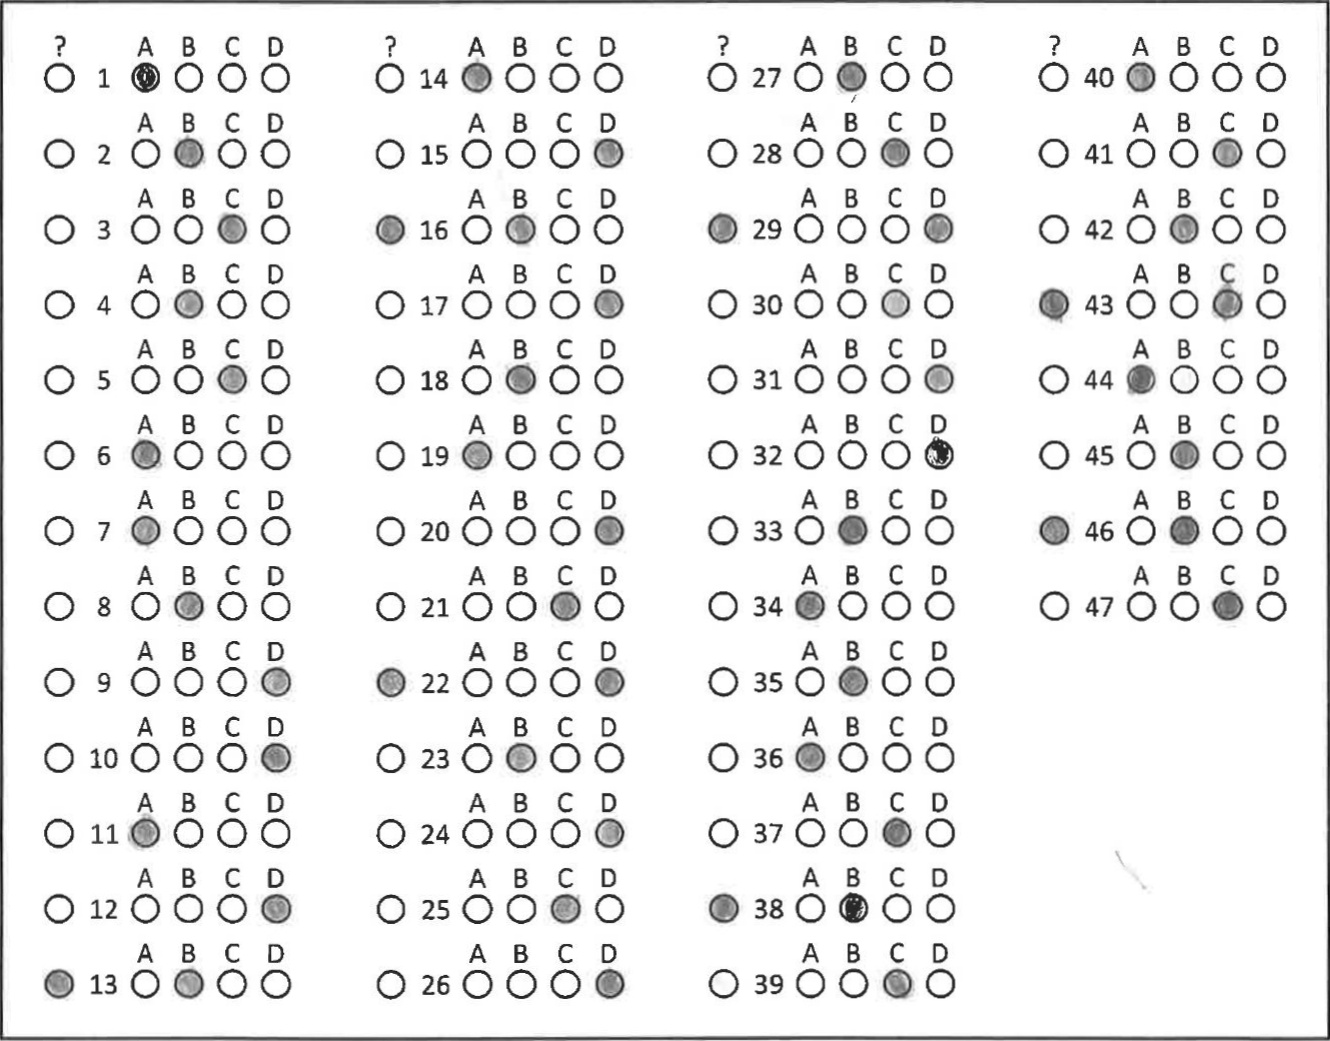 ? A B C D
1
A B C D
2
A B C D
3
A B C D
4
A B C D
5
A B C D
6
A B C D
7
A B C D
8
A B C D
9
A B C D
10
A B C D
11
A B C D
12
A B C D
13
? A B C D
14
A B C D
15
A B C D
16
A B C D
17
A B C D
18
A B C D
19
A B C D
20
A B C D
21
A B C D
22
A B C D
23
A B C D
24
A B C D
25
A B C D
26
? A B C D
27
A B C D
28
A B C D
29
A B C D
30
A B C D
31
A B C D
32
A B C D
33
A B C D
34
A B C D
35
A B C D
36
A B C D
37
A B C D
38
A B C D
39
? A B C D
40
A B C D
41
A B C D
42
A B C D
43
A B C D
44
A B C D
45
A B C D
46
A B C D
47